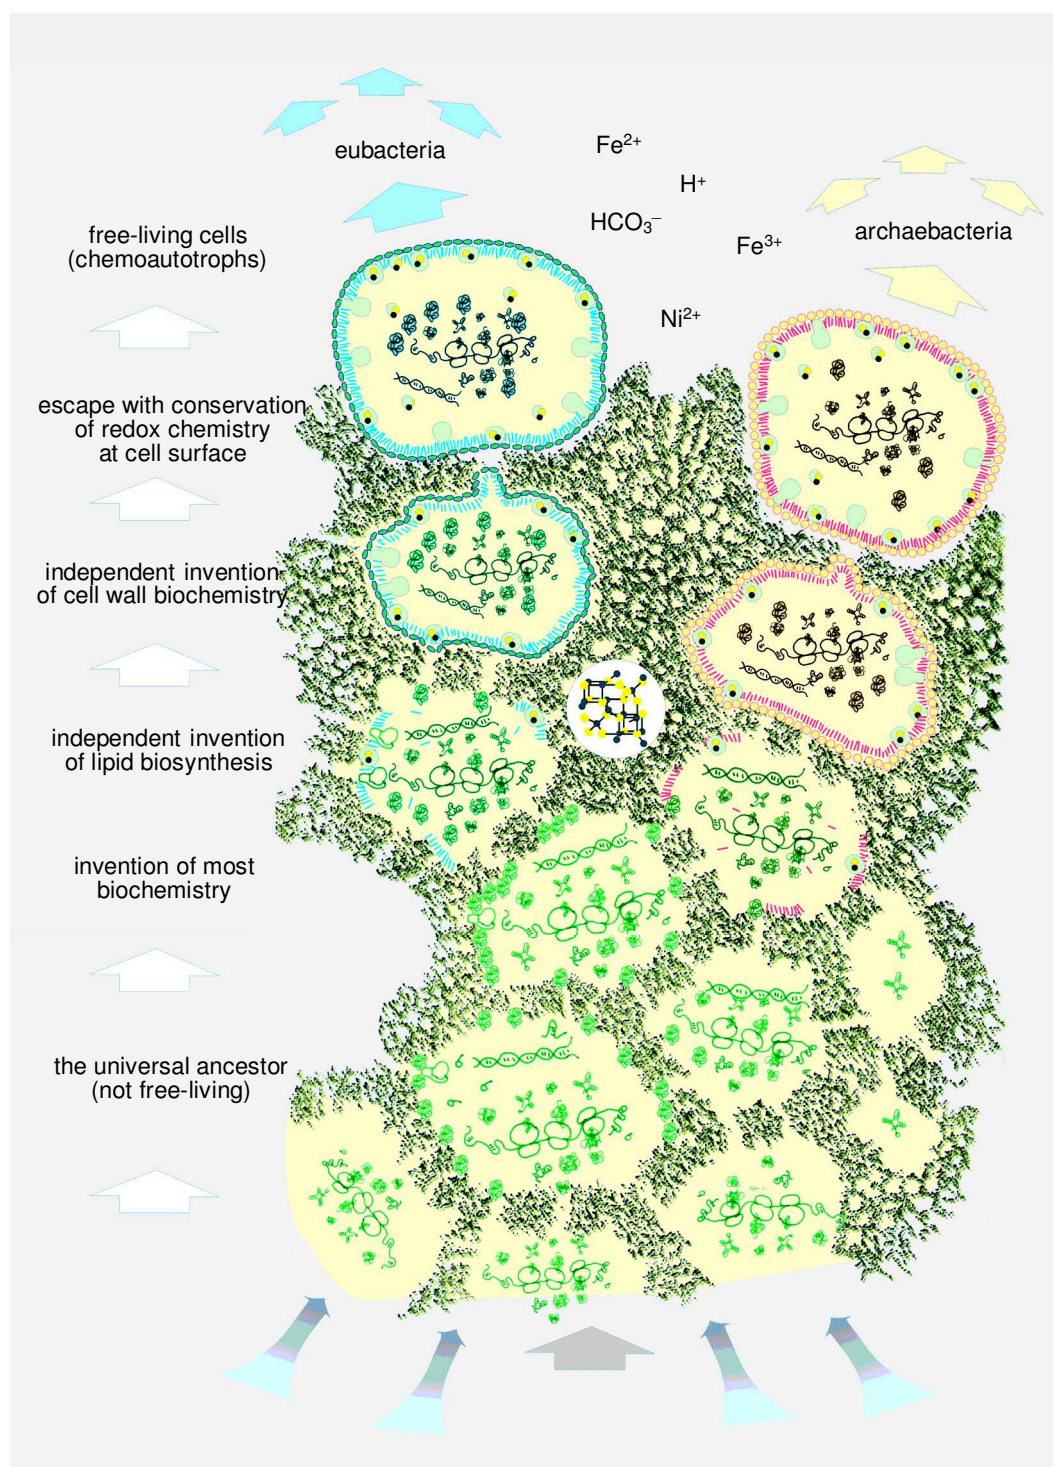 eubacteria
Fe²⁺
H⁺
HCO₃⁻
Fe³⁺
archaebacteria
Ni²⁺
free-living cells
(chemoautotrophs)
escape with conservation
of redox chemistry
at cell surface
independent invention
of cell wall biochemistry
independent invention
of lipid biosynthesis
invention of most
biochemistry
the universal ancestor
(not free-living)